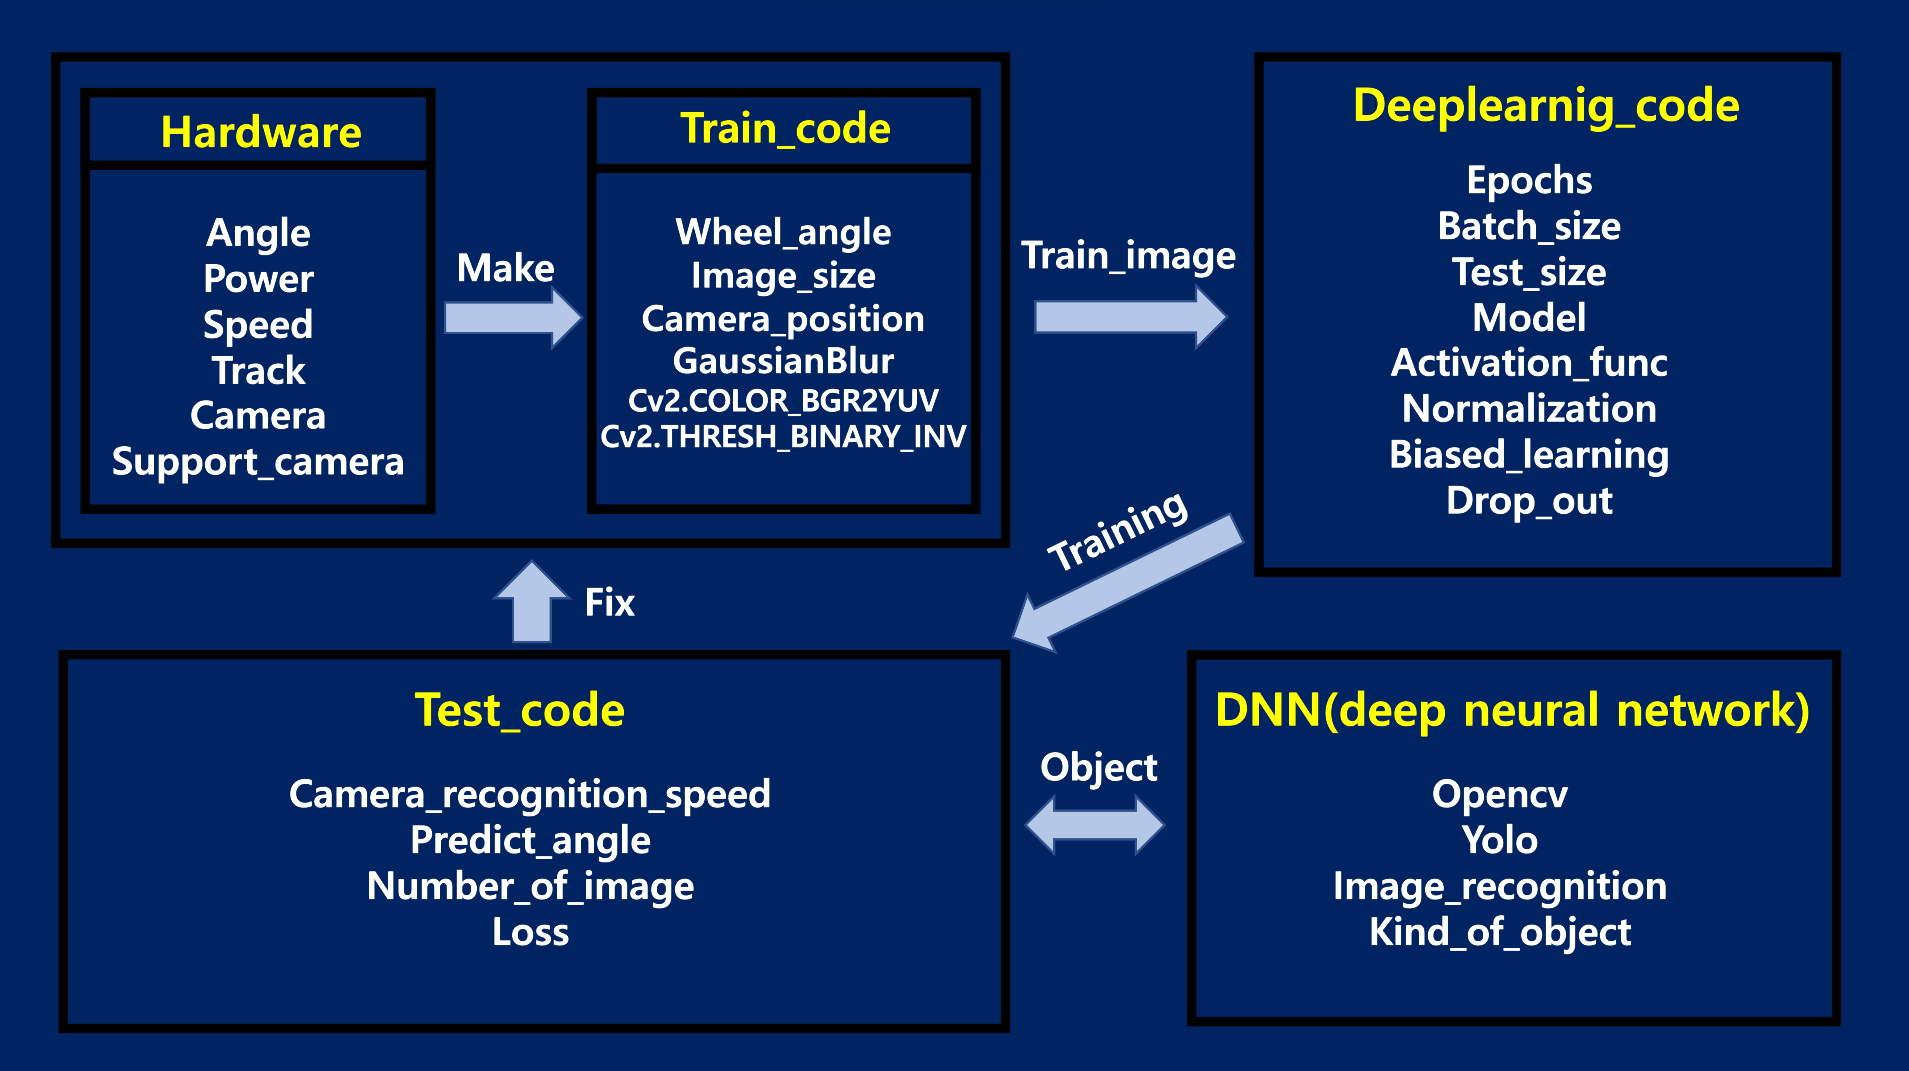 Hardware
Angle
Power
Speed
Track
Camera
Support_camera
Make
Train_code
Wheel_angle
Image_size
Camera_position
GaussianBlur
Cv2.COLOR_BGR2YUV
Cv2.THRESH_BINARY_INV
Train_image
Deeplearnig_code
Epochs
Batch_size
Test_size
Model
Activation_func
Normalization
Biased_learning
Drop_out
Training
Fix
Test_code
Camera_recognition_speed
Predict_angle
Number_of_image
Loss
Object
DNN(deep neural network)
Opencv
Yolo
Image_recognition
Kind_of_object